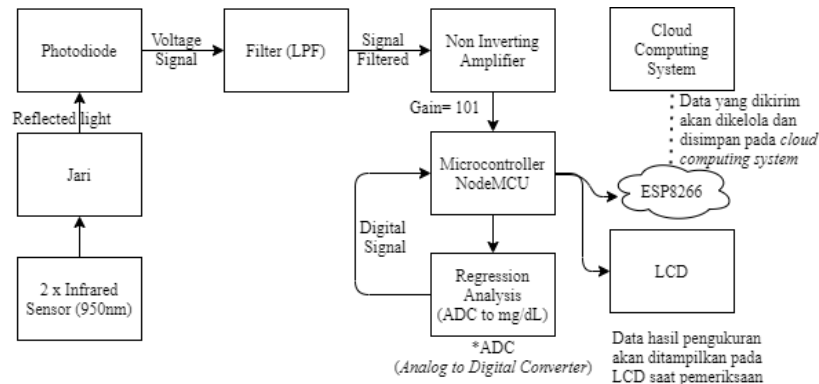 Photodiode
Voltage
Signal
Filter (LPF)
Signal
Filtered
Non Inverting
Amplifier
Cloud
Computing
System
Reflected light
Gain= 101
Data yang dikirim
akan dikelola dan
disimpan pada cloud
computing system
Jari
Microcontroller
NodeMCU
ESP8266
Digital
Signal
2 x Infrared
Sensor (950nm)
Regression
Analysis
(ADC to mg/dL)
LCD
*ADC
(Analog to Digital Converter)
Data hasil pengukuran
akan ditampilkan pada
LCD saat pemeriksaan